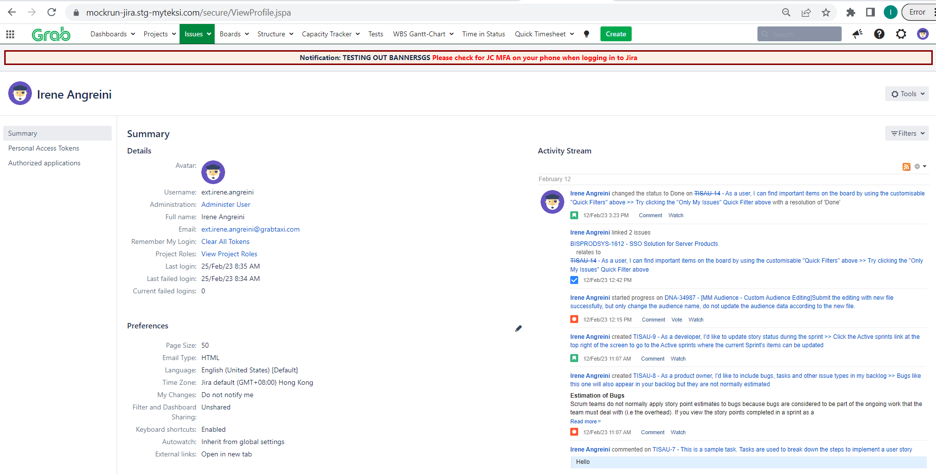 mockrun-jira.stg-myteksi.com/secure/ViewProfile.jspa
I
Error
Grab
Dashboards
Projects
Issues
Boards
Structure
Capacity Tracker
Tests
WBS Gantt-Chart
Time in Status
Quick Timesheet
Create
Notification: TESTING OUT BANNERSGS Please check for JC MFA on your phone when logging in to Jira
Irene Angreini
Tools
Summary
Personal Access Tokens
Authorized applications
Summary
Filters
Details
Avatar:
Username: ext.irene.angreini
Administration: Administer User
Full name: Irene Angreini
Email: ext.irene.angreini@grabtaxi.com
Remember My Login: Clear All Tokens
Project Roles: View Project Roles
Last login: 25/Feb/23 8:35 AM
Last failed login: 25/Feb/23 8:34 AM
Current failed logins: 0
Preferences
Page Size: 50
Email Type: HTML
Language: English (United States) [Default]
Time Zone: Jira default (GMT+08:00) Hong Kong
My Changes: Do not notify me
Filter and Dashboard Sharing: Unshared
Keyboard shortcuts: Enabled
Autowatch: Inherit from global settings
External links: Open in new tab
Activity Stream
February 12
Irene Angreini changed the status to Done on TISAU-14 - As a user, I can find important items on the board by using the customisable
"Quick Filters" above >> Try clicking the "Only My Issues" Quick Filter above with a resolution of 'Done'
12/Feb/23 3:23 PM Comment Watch
Irene Angreini linked 2 issues
BISPRODSYS-1612 - SSO Solution for Server Products
relates to
TISAU-14 - As a user, I can find important items on the board by using the customisable "Quick Filters" above >> Try clicking the "Only
My Issues" Quick Filter above
12/Feb/23 12:42 PM
Irene Angreini started progress on DNA-34987 - [MM Audience - Custom Audience Editing]Submit the editing with new file
successfully, but only change the audience name, do not update the audience data according to the new file.
12/Feb/23 12:15 PM Comment Vote Watch
Irene Angreini created TISAU-9 - As a developer, I'd like to update story status during the sprint >> Click the Active sprints link at the
top right of the screen to go to the Active sprints where the current Sprint's items can be updated
12/Feb/23 11:07 AM Comment Watch
Irene Angreini created TISAU-8 - As a product owner, I'd like to include bugs, tasks and other issue types in my backlog >> Bugs like
this one will also appear in your backlog but they are not normally estimated
Estimation of Bugs
Scrum teams do not normally apply story point estimates to bugs because bugs are considered to be part of the ongoing work that the
team must deal with (i.e the overhead). If you view the story points completed in a sprint as a
Read more >
12/Feb/23 11:07 AM Comment Watch
Irene Angreini commented on TISAU-7 - This is a sample task. Tasks are used to break down the steps to implement a user story
Hello